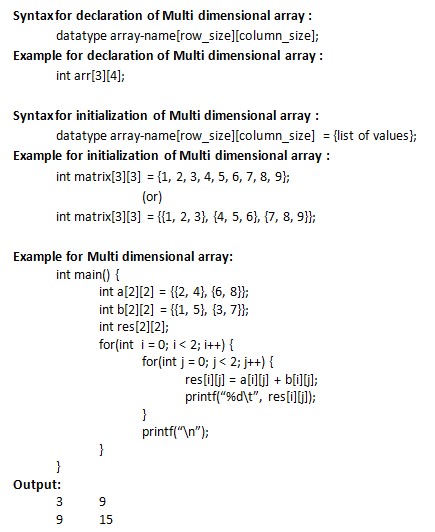 Syntax for declaration of Multi dimensional array :
datatype array-name[row_size][column_size];
Example for declaration of Multi dimensional array :
int arr[3][4];
Syntax for initialization of Multi dimensional array :
datatype array-name[row_size][column_size] = {list of values};
Example for initialization of Multi dimensional array :
int matrix[3][3] = {1, 2, 3, 4, 5, 6, 7, 8, 9};
(or)
int matrix[3][3] = {{1, 2, 3}, {4, 5, 6}, {7, 8, 9}};
Example for Multi dimensional array:
int main() {
int a[2][2] = {{2, 4}, {6, 8}};
int b[2][2] = {{1, 5}, {3, 7}};
int res[2][2];
for(int i = 0; i < 2; i++) {
for(int j = 0; j < 2; j++) {
res[i][j] = a[i][j] + b[i][j];
printf(“%d\t”, res[i][j]);
}
printf(“\n”);
}
}
Output:
3 9
9 15